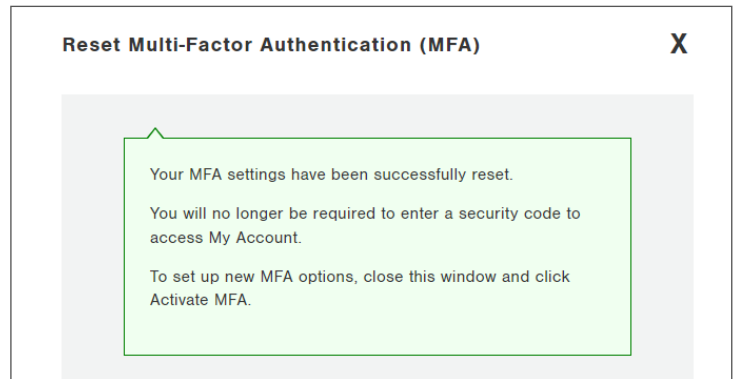 Reset Multi-Factor Authentication (MFA) X
Your MFA settings have been successfully reset.
You will no longer be required to enter a security code to
access My Account.
To set up new MFA options, close this window and click
Activate MFA.